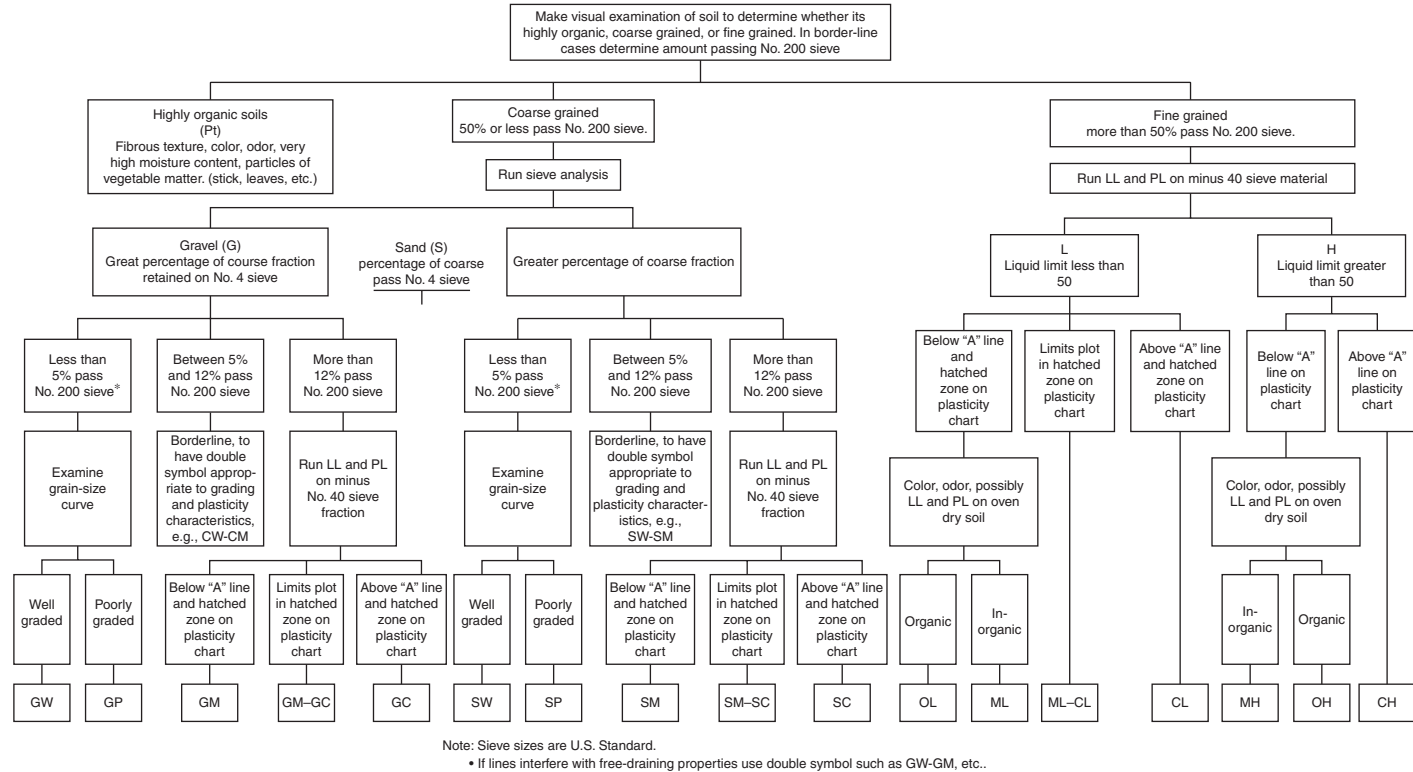 Make visual examination of soil to determine whether its
highly organic, coarse grained, or fine grained. In border-line
cases determine amount passing No. 200 sieve
Highly organic soils
(Pt)
Fibrous texture, color, odor, very
high moisture content, particles of
vegetable matter. (stick, leaves, etc.)
Coarse grained
50% or less pass No. 200 sieve.
Run sieve analysis
Fine grained
more than 50% pass No. 200 sieve.
Run LL and PL on minus 40 sieve material
Gravel (G)
Great percentage of course fraction
retained on No. 4 sieve
Sand (S)
percentage of coarse
pass No. 4 sieve
Greater percentage of coarse fraction
L
Liquid limit less than
50
H
Liquid limit greater
than 50
Less than
5% pass
No. 200 sieve*
Between 5%
and 12% pass
No. 200 sieve
More than
12% pass
No. 200 sieve
Less than
5% pass
No. 200 sieve*
Between 5%
and 12% pass
No. 200 sieve
More than
12% pass
No. 200 sieve
Below “A” line
and
hatched
zone on
plasticity
chart
Limits plot
in hatched
zone on
plasticity
chart
Above “A” line
and hatched
zone on
plasticity
chart
Below “A”
line on
plasticity
chart
Above “A”
line on
plasticity
chart
Examine
grain-size
curve
Borderline, to
have double
symbol approp-
riate to grading
and plasticity
characteristics,
e.g., CW-CM
Run LL and PL
on minus
No. 40 sieve
fraction
Examine
grain-size
curve
Borderline, to have
double symbol
appropriate to
grading and
plasticity character-
istics, e.g.,
SW-SM
Run LL and PL
on minus
No. 40 sieve
fraction
Color, odor, possibly
LL and PL on oven
dry soil
Color, odor, possibly
LL and PL on oven
dry soil
Well
graded
Poorly
graded
Below “A” line
and hatched
zone on
plasticity
chart
Limits plot
in hatched
zone on
plasticity
chart
Above “A” line
and hatched
zone on
plasticity
chart
Well
graded
Poorly
graded
Below “A” line
and hatched
zone on
plasticity
chart
Limits plot
in hatched
zone on
plasticity
chart
Above “A” line
and hatched
zone on
plasticity
chart
Organic
In-
organic
In-
organic
Organic
GW
GP
GM
GM–GC
GC
SW
SP
SM
SM–SC
SC
OL
ML
ML–CL
CL
MH
OH
CH
Note: Sieve sizes are U.S. Standard.
• If lines interfere with free-draining properties use double symbol such as GW-GM, etc..